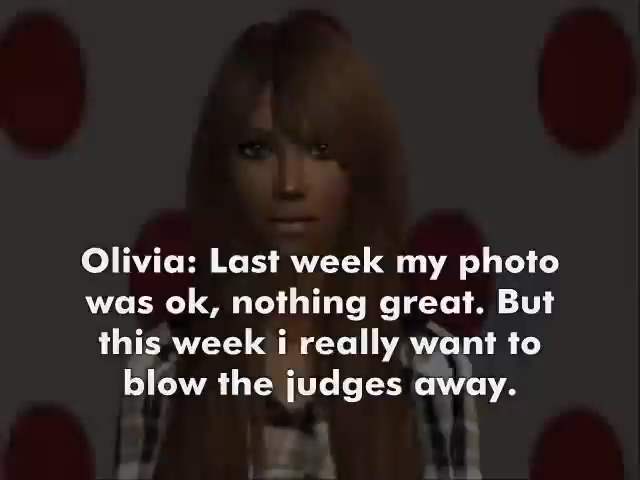 Olivia: Last week my photo
was ok, nothing great. But
this week i really want to
blow the judges away.